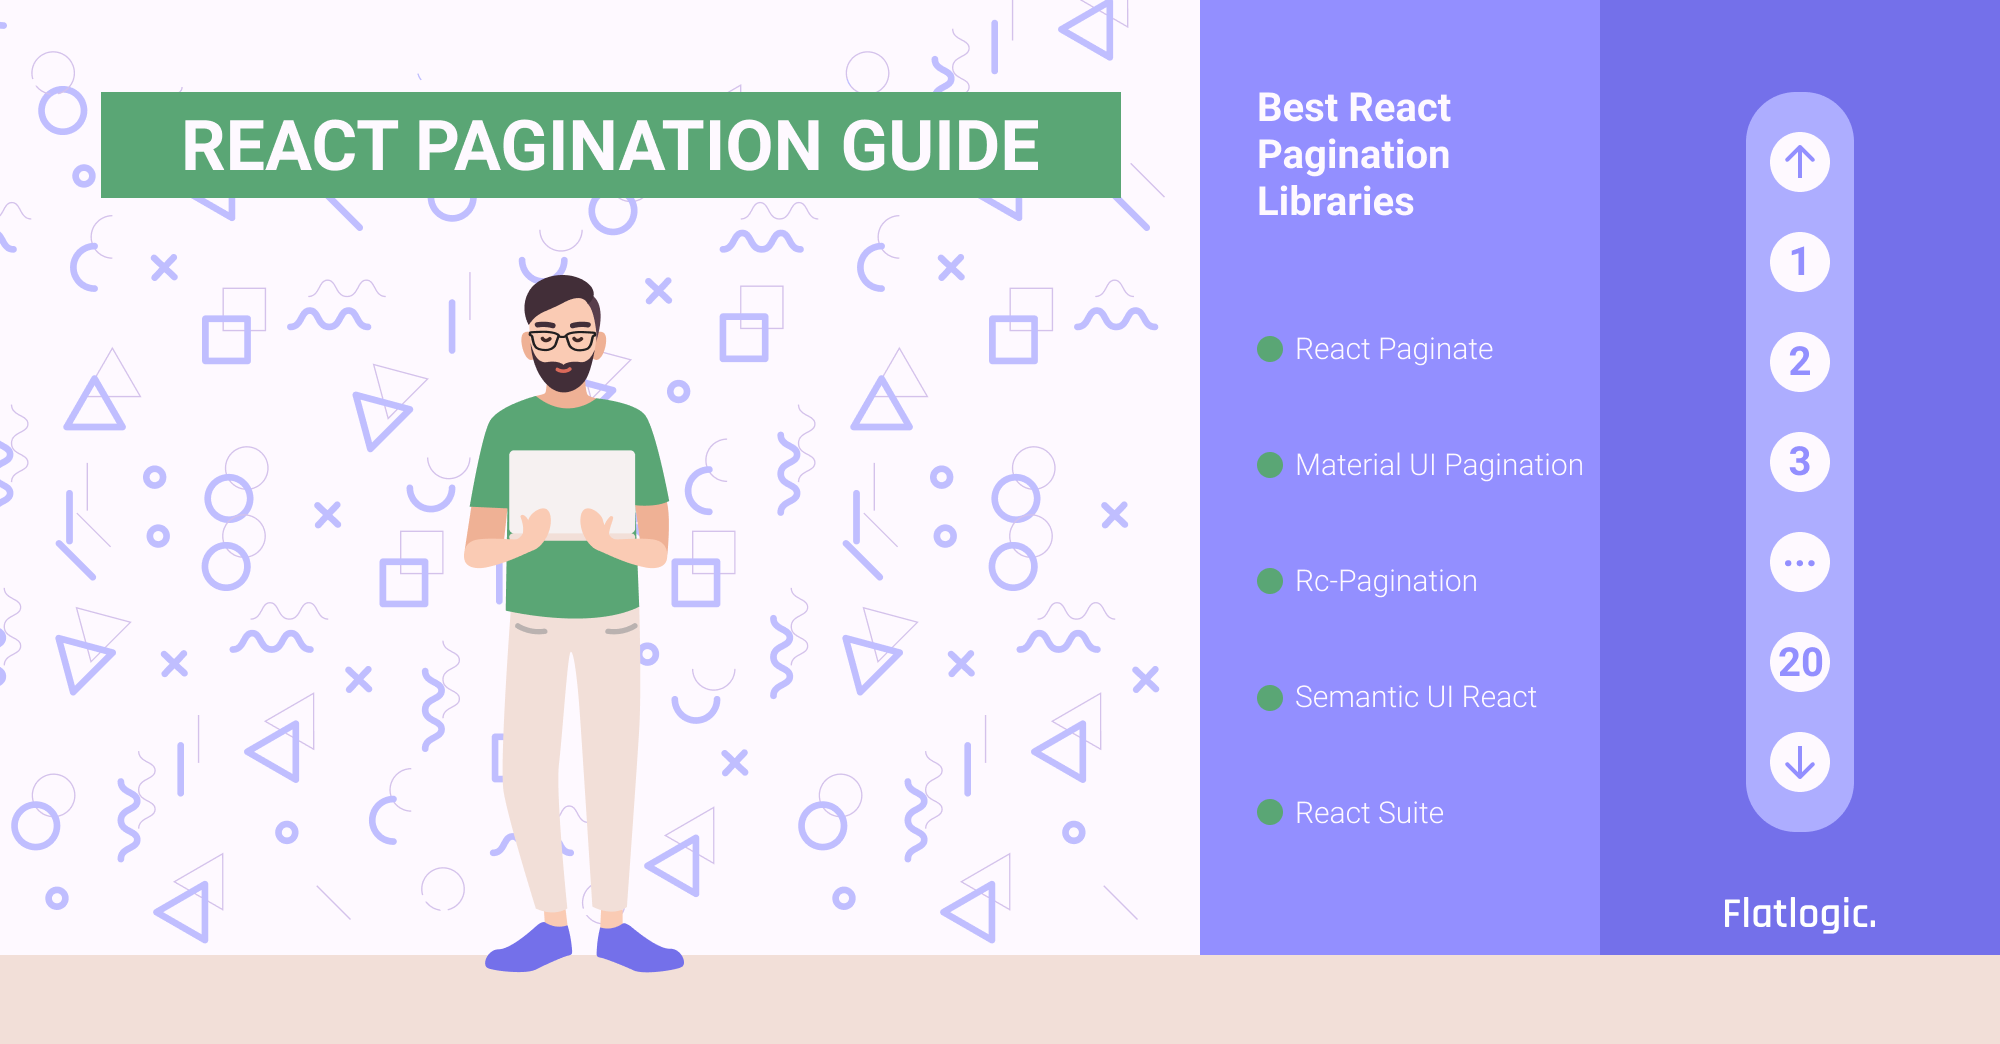 REACT PAGINATION GUIDE
Best React
Pagination
Libraries
React Paginate
Material UI Pagination
Rc-Pagination
Semantic UI React
React Suite
1
2
3
...
20
Flatlogic.